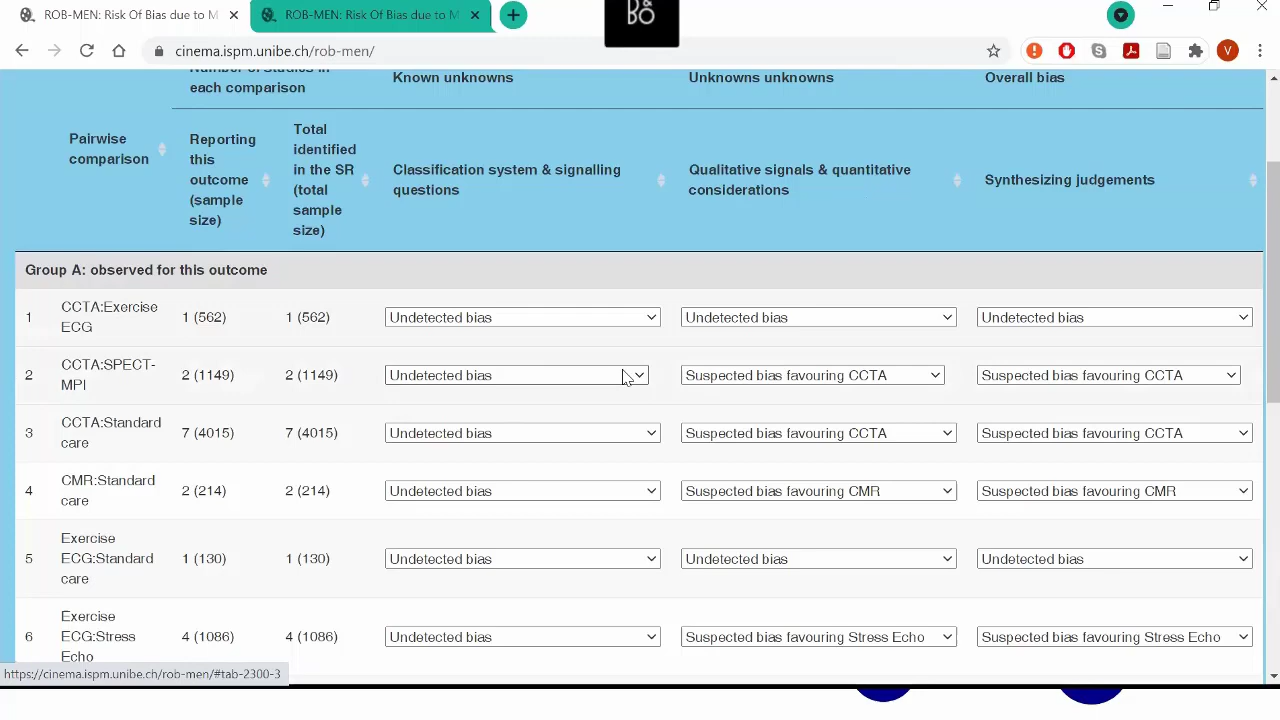 ROB-MEN: Risk Of Bias due to M
ROB-MEN: Risk Of Bias due to M
&BO
cinema.ispm.unibe.ch/rob-men/
V
Number of studies in
each comparison
Known unknowns
Unknowns unknowns
Overall bias
Pairwise
comparison
Reporting
this
outcome
(sample
size)
Total
identified
in the SR
(total
sample
size)
Classification system & signalling
questions
Qualitative signals & quantitative
considerations
Synthesizing judgements
Group A: observed for this outcome
1 CCTA:Exercise
ECG
1 (562) 1 (562) Undetected bias Undetected bias Undetected bias
2 CCTA:SPECT-
MPI
2 (1149) 2 (1149) Undetected bias Suspected bias favouring CCTA Suspected bias favouring CCTA
3 CCTA:Standard
care
7 (4015) 7 (4015) Undetected bias Suspected bias favouring CCTA Suspected bias favouring CCTA
4 CMR:Standard
care
2 (214) 2 (214) Undetected bias Suspected bias favouring CMR Suspected bias favouring CMR
5 Exercise
ECG:Standard
care
1 (130) 1 (130) Undetected bias Undetected bias Undetected bias
6 Exercise
ECG:Stress
Echo
4 (1086) 4 (1086) Undetected bias Suspected bias favouring Stress Echo Suspected bias favouring Stress Echo
https://cinema.ispm.unibe.ch/rob-men/#tab-2300-3